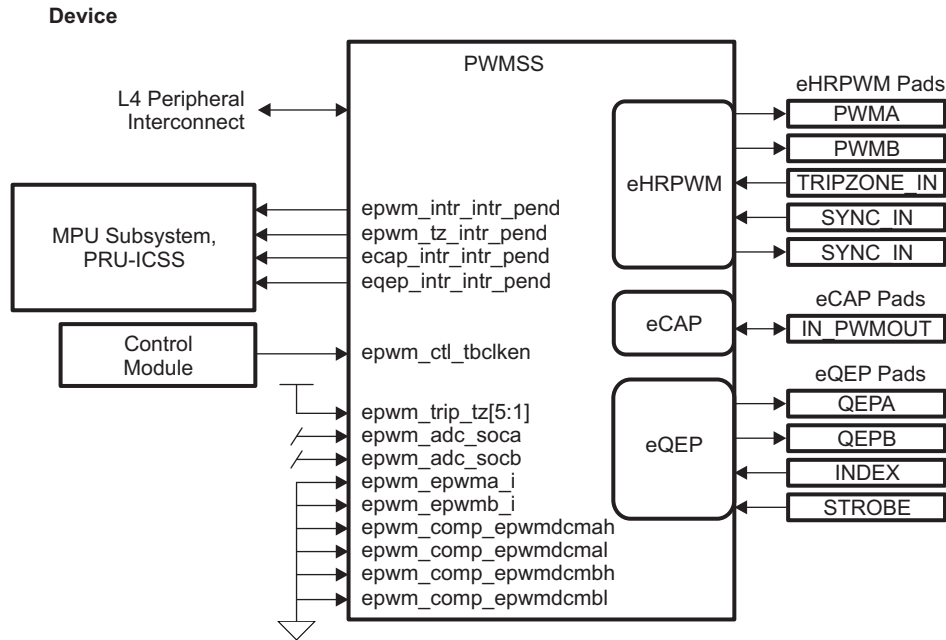 Device
PWMSS
L4 Peripheral
Interconnect
MPU Subsystem,
PRU-ICSS
Control
Module
epwm_intr_intr_pend
epwm_tz_intr_pend
ecap_intr_intr_pend
eqep_intr_intr_pend
epwm_ctl_tbclken
epwm_trip_tz[5:1]
epwm_adc_soca
epwm_adc_socb
epwm_epwma_i
epwm_epwmb_i
epwm_comp_epwmdcmah
epwm_comp_epwmdcmal
epwm_comp_epwmdcmbh
epwm_comp_epwmdcmbl
eHRPWM
eCAP
eQEP
eHRPWM Pads
PWMA
PWMB
TRIPZONE_IN
SYNC_IN
SYNC_IN
eCAP Pads
IN_PWMOUT
eQEP Pads
QEPA
QEPB
INDEX
STROBE